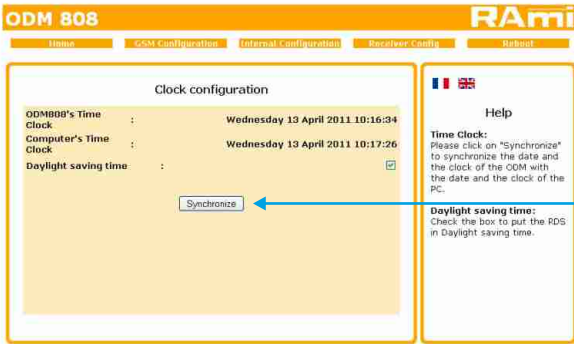 ODM 808
RAmi
Home GSM Configuration Internal Configuration Receiver Config Reboot
Clock configuration
ODM808's Time Clock : Wednesday 13 April 2011 10:16:34
Computer's Time Clock : Wednesday 13 April 2011 10:17:26
Daylight saving time :
Synchronize
Help
Time Clock:
Please click on "Synchronize"
to synchronize the date and
the clock of the ODM with
the date and the clock of the
PC.
Daylight saving time:
Check the box to put the RDS
in Daylight saving time.